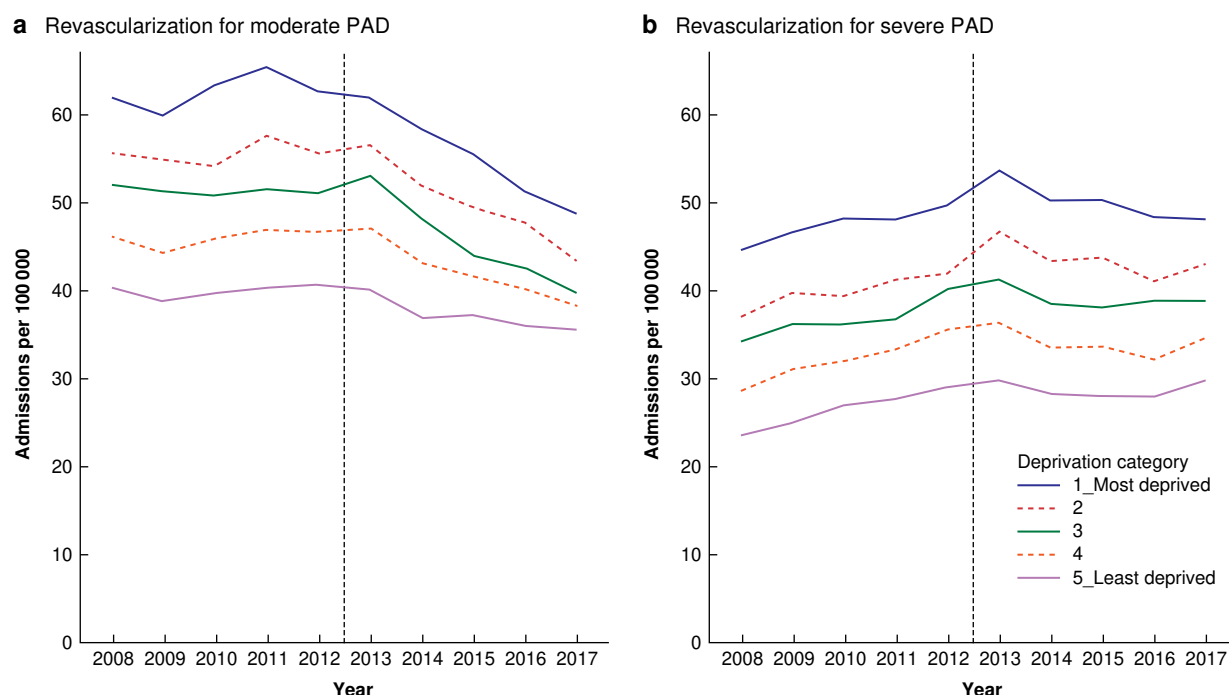 a Revascularization for moderate PAD
60
50
40
30
20
10
0
Admissions per 100 000
2008 2009 2010 2011 2012 2013 2014 2015 2016 2017
Year
b Revascularization for severe PAD
60
50
40
30
20
10
0
Admissions per 100 000
Deprivation category
1_Most deprived
2
3
4
5_Least deprived
2008 2009 2010 2011 2012 2013 2014 2015 2016 2017
Year